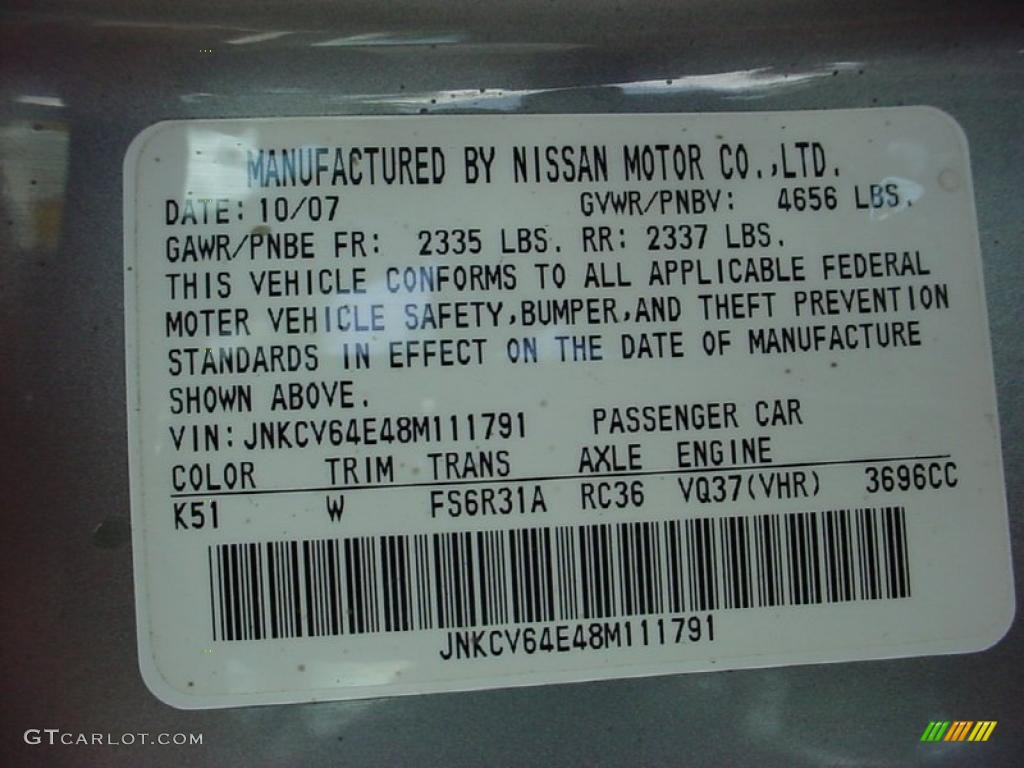 MANUFACTURED BY NISSAN MOTOR CO.,LTD.
DATE: 10/07 GVWR/PNBV: 4656 LBS.
GAWR/PNBE FR: 2335 LBS. RR: 2337 LBS.
THIS VEHICLE CONFORMS TO ALL APPLICABLE FEDERAL
MOTER VEHICLE SAFETY,BUMPER,AND THEFT PREVENTION
STANDARDS IN EFFECT ON THE DATE OF MANUFACTURE
SHOWN ABOVE.
VIN: JNKCV64E48M111791 PASSENGER CAR
COLOR TRIM TRANS AXLE ENGINE
K51 W FS6R31A RC36 VQ37(VHR) 3696CC
JNKCV64E48M111791
GTCARLOT.COM